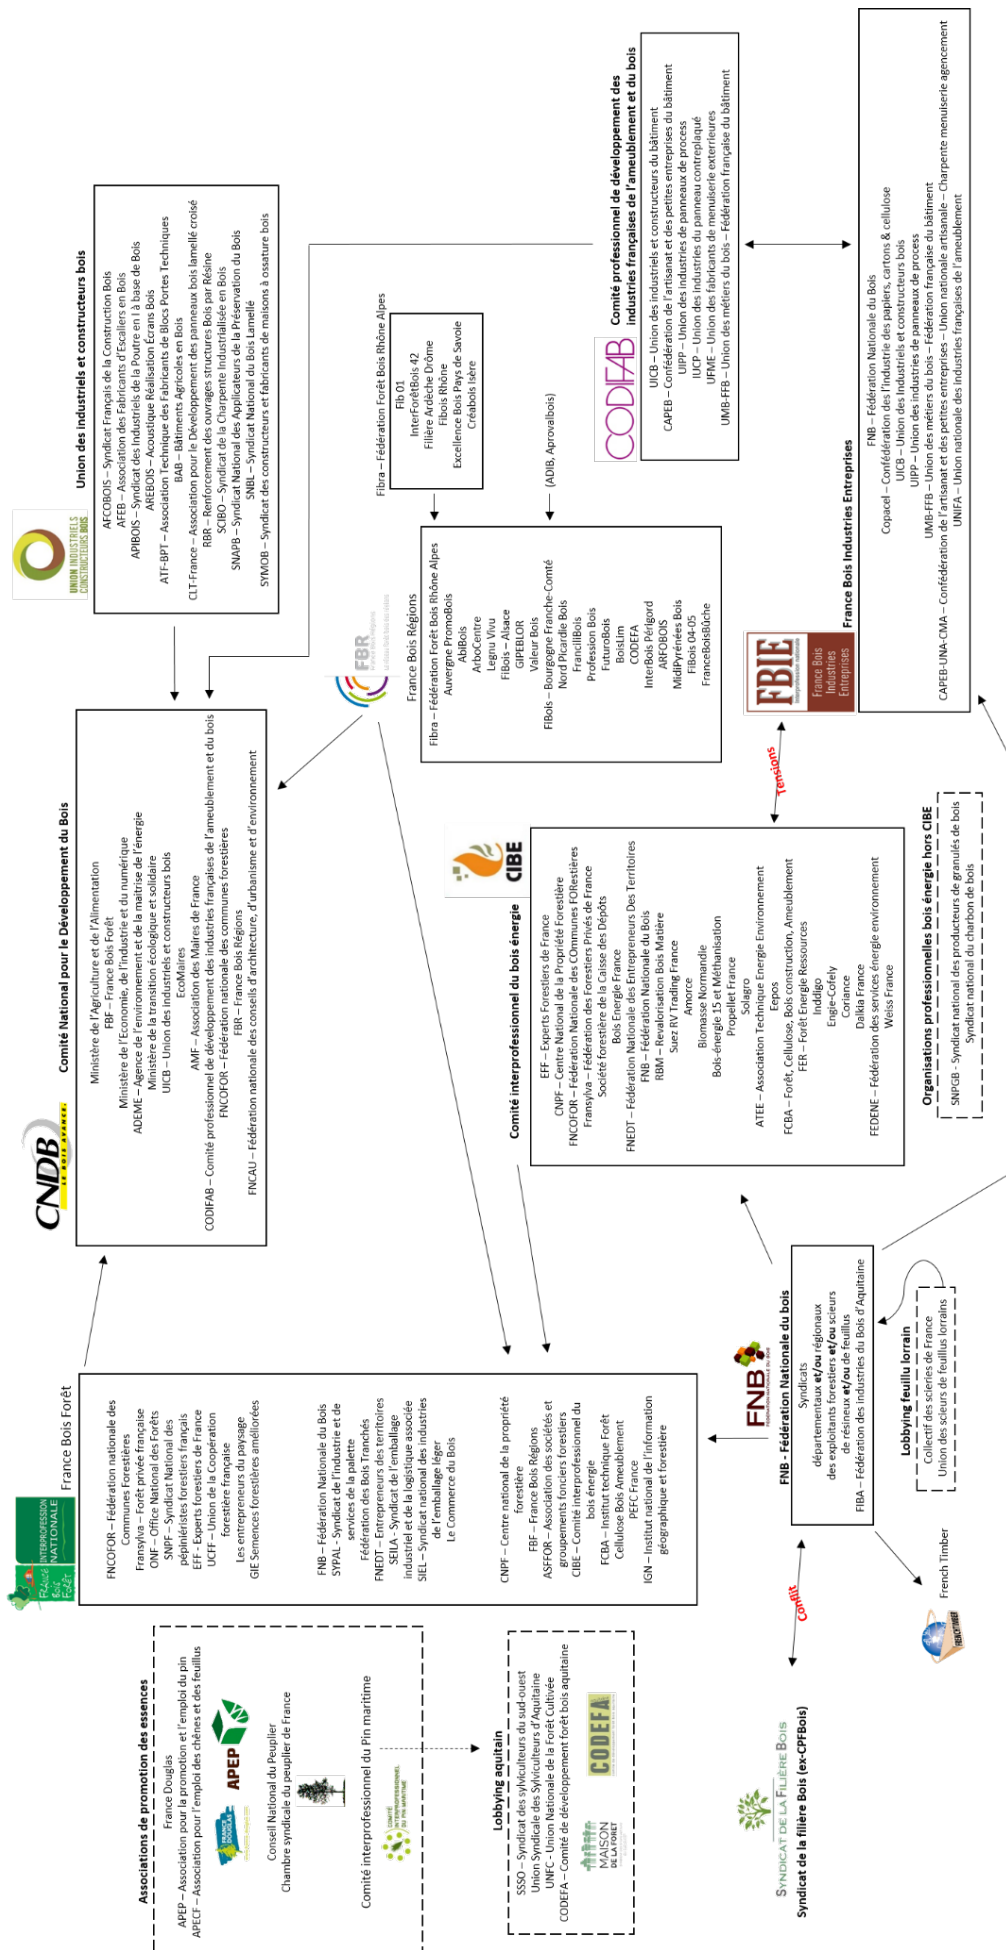 Associations de promotion des essences
France Douglas
APEP – Association pour la promotion et l'emploi du pin
APECF – Association pour l'emploi des chênes et des feuillus
FRANCE DOUGLAS
APEP
Conseil National du Peuplier
Chambre syndicale du peuplier de France
Comité interprofessionnel du Pin maritime
COMITÉ
INTERPROFESSIONNEL
DU PIN MARITIME
Lobbying aquitain
SSSO – Syndicat des sylviculteurs du sud-ouest
Union Syndicale des Sylviculteurs d'Aquitaine
UNFC - Union Nationale de la Forêt Cultivée
CODEFA – Comité de développement forêt bois aquitaine
MAISON
DE LA FORET
CODEFA
SYNDICAT DE LA FILIÈRE BOIS
Syndicat de la filière Bois (ex-CPFBois)
FRANCE
BOIS
FORÊT
INTERPROFESSION
NATIONALE
France Bois Forêt
FNCOFOR – Fédération nationale des
Communes Forestières
Fransylva – Forêt privée française
ONF – Office National des Forêts
SNPF – Syndicat National des
pépiniéristes forestiers français
EFF - Experts forestiers de France
UCFF – Union de la Coopération
forestière française
Les entrepreneurs du paysage
GIE Semences forestières améliorées
FNB – Fédération Nationale du Bois
SYPAL - Syndicat de l'industrie et de
services de la palette
Fédération des Bois Tranchés
FNEDT – Entrepreneurs des territoires
SEILA - Syndicat de l'emballage
industriel et de la logistique associée
SIEL – Syndicat national des industries
de l'emballage léger
Le Commerce du Bois
CNPF – Centre national de la propriété
forestière
FBF – France Bois Régions
ASFFOR – Association des sociétés et
groupements fonciers forestiers
CIBE – Comité interprofessionnel du
bois énergie
FCBA – Institut technique Forêt
Cellulose Bois Ameublement
PEFC France
IGN – Institut national de l'information
géographique et forestière
Conflit
French Timber
FRENCHTIMBER
FNB
FNB - Fédération Nationale du bois
Syndicats
départementaux et/ou régionaux
des exploitants forestiers et/ou scieurs
de résineux et/ou de feuillus
FIBA – Fédération des industries du Bois d'Aquitaine
Lobbying feuillu lorrain
Collectif des scieries de France
Union des scieurs de feuillus lorrains
CNDB
LE BOIS AVANCE.
Comité National pour le Développement du Bois
Ministère de l'Agriculture et de l'Alimentation
FBF - France Bois Forêt
Ministère de l'Economie, de l'industrie et du numérique
ADEME – Agence de l'environnement et de la maitrise de l'énergie
Ministère de la transition écologique et solidaire
UICB – Union des Industriels et constructeurs bois
EcoMaires
AMF – Association des Maires de France
CODIFAB – Comité professionnel de développement des industries françaises de l'ameublement et du bois
FNCOFOR – Fédération nationale des communes forestières
FBR – France Bois Régions
FNCAU – Fédération nationale des conseils d'architecture, d'urbanisme et d'environnement
CIBE
Comité interprofessionnel du bois énergie
EFF – Experts Forestiers de France
CNPF – Centre National de la Propriété Forestière
FNCOFOR – Fédération Nationale des COmmunes FORestières
Fransylva – Fédération des Forestiers Privés de France
Société forestière de la Caisse des Dépôts
Bois Energie France
FNEDT – Fédération Nationale des Entrepreneurs Des Territoires
FNB – Fédération Nationale du Bois
RBM – Revalorisation Bois Matière
Suez RV Trading France
Amorce
Biomasse Normandie
Bois-énergie 15 et Méthanisation
Propellet France
Solagro
ATEE – Association Technique Energie Environnement
Eepos
FCBA – Forêt, Cellulose, Bois construction, Ameublement
FER – Forêt Energie Ressources
Inddigo
Engie-Cofely
Coriance
Dalkia France
FEDENE – Fédération des services énergie environnement
Weiss France
Organisations professionnelles bois énergie hors CIBE
SNPGB - Syndicat national des producteurs de granulés de bois
Syndicat national du charbon de bois
UNION INDUSTRIELS
CONSTRUCTEURS BOIS
Union des industriels et constructeurs bois
AFCOBOIS – Syndicat Français de la Construction Bois
AFEB – Association des Fabricants d'Escaliers en Bois
APIBOIS – Syndicat des Industriels de la Poutre en I à base de Bois
AREBOIS – Acoustique Réalisation Écrans Bois
ATF-BPT – Association Technique des Fabricants de Blocs Portes Techniques
BAB – Bâtiments Agricoles en Bois
CLT-France – Association pour le Développement des panneaux bois lamellé croisé
RBR – Renforcement des ouvrages structures Bois par Résine
SCIBO – Syndicat de la Charpente Industrialisée en Bois
SNAPB – Syndicat National des Applicateurs de la Préservation du Bois
SNBL – Syndicat National du Bois Lamellé
SYMOB – Syndicat des constructeurs et fabricants de maisons à ossature bois
FBR
France Bois Régions
Fibra – Fédération Forêt Bois Rhône Alpes
Auvergne PromoBois
AbiBois
ArboCentre
Legnu Vivu
FiBois – Alsace
GIPEBLOR
Valeur Bois
FIBois – Bourgogne Franche-Comté
Nord Picardie Bois
FranciliBois
Profession Bois
FuturoBois
BoisLim
CODEFA
InterBois Périgord
ARFOBOIS
MidiPyrénées Bois
FiBois 04-05
FranceBoisBûche
Fibra – Fédération Forêt Bois Rhône Alpes
Fib 01
InterForêtBois 42
Filière Ardèche Drôme
Fibois Rhône
Excellence Bois Pays de Savoie
Créabois Isère
(ADIB, Aprovalbois)
Tensions
FBIE
Interprofession nationale
France Bois
Industries
Entreprises
France Bois Industries Entreprises
FNB – Fédération Nationale du Bois
Copacel – Confédération de l'industrie des papiers, cartons & cellulose
UICB – Union des Industriels et constructeurs bois
UIPP – Union des industries de panneaux de process
UMB-FFB – Union des métiers du bois – Fédération française du bâtiment
CAPEB-UNA-CMA – Confédération de l'artisanat et des petites entreprises – Union nationale artisanale – Charpente menuiserie agencement
UNIFA – Union nationale des industries françaises de l'ameublement
CODIFAB
Comité professionnel de développement des
industries françaises de l'ameublement et du bois
UICB – Union des industriels et constructeurs du bâtiment
CAPEB – Confédération de l'artisanat et des petites entreprises du bâtiment
UIPP – Union des industries de panneaux de process
IUCP – Union des industries du panneau contreplaqué
UFME – Union des fabricants de menuiserie exterrieures
UMB-FFB – Union des métiers du bois – Fédération française du bâtiment